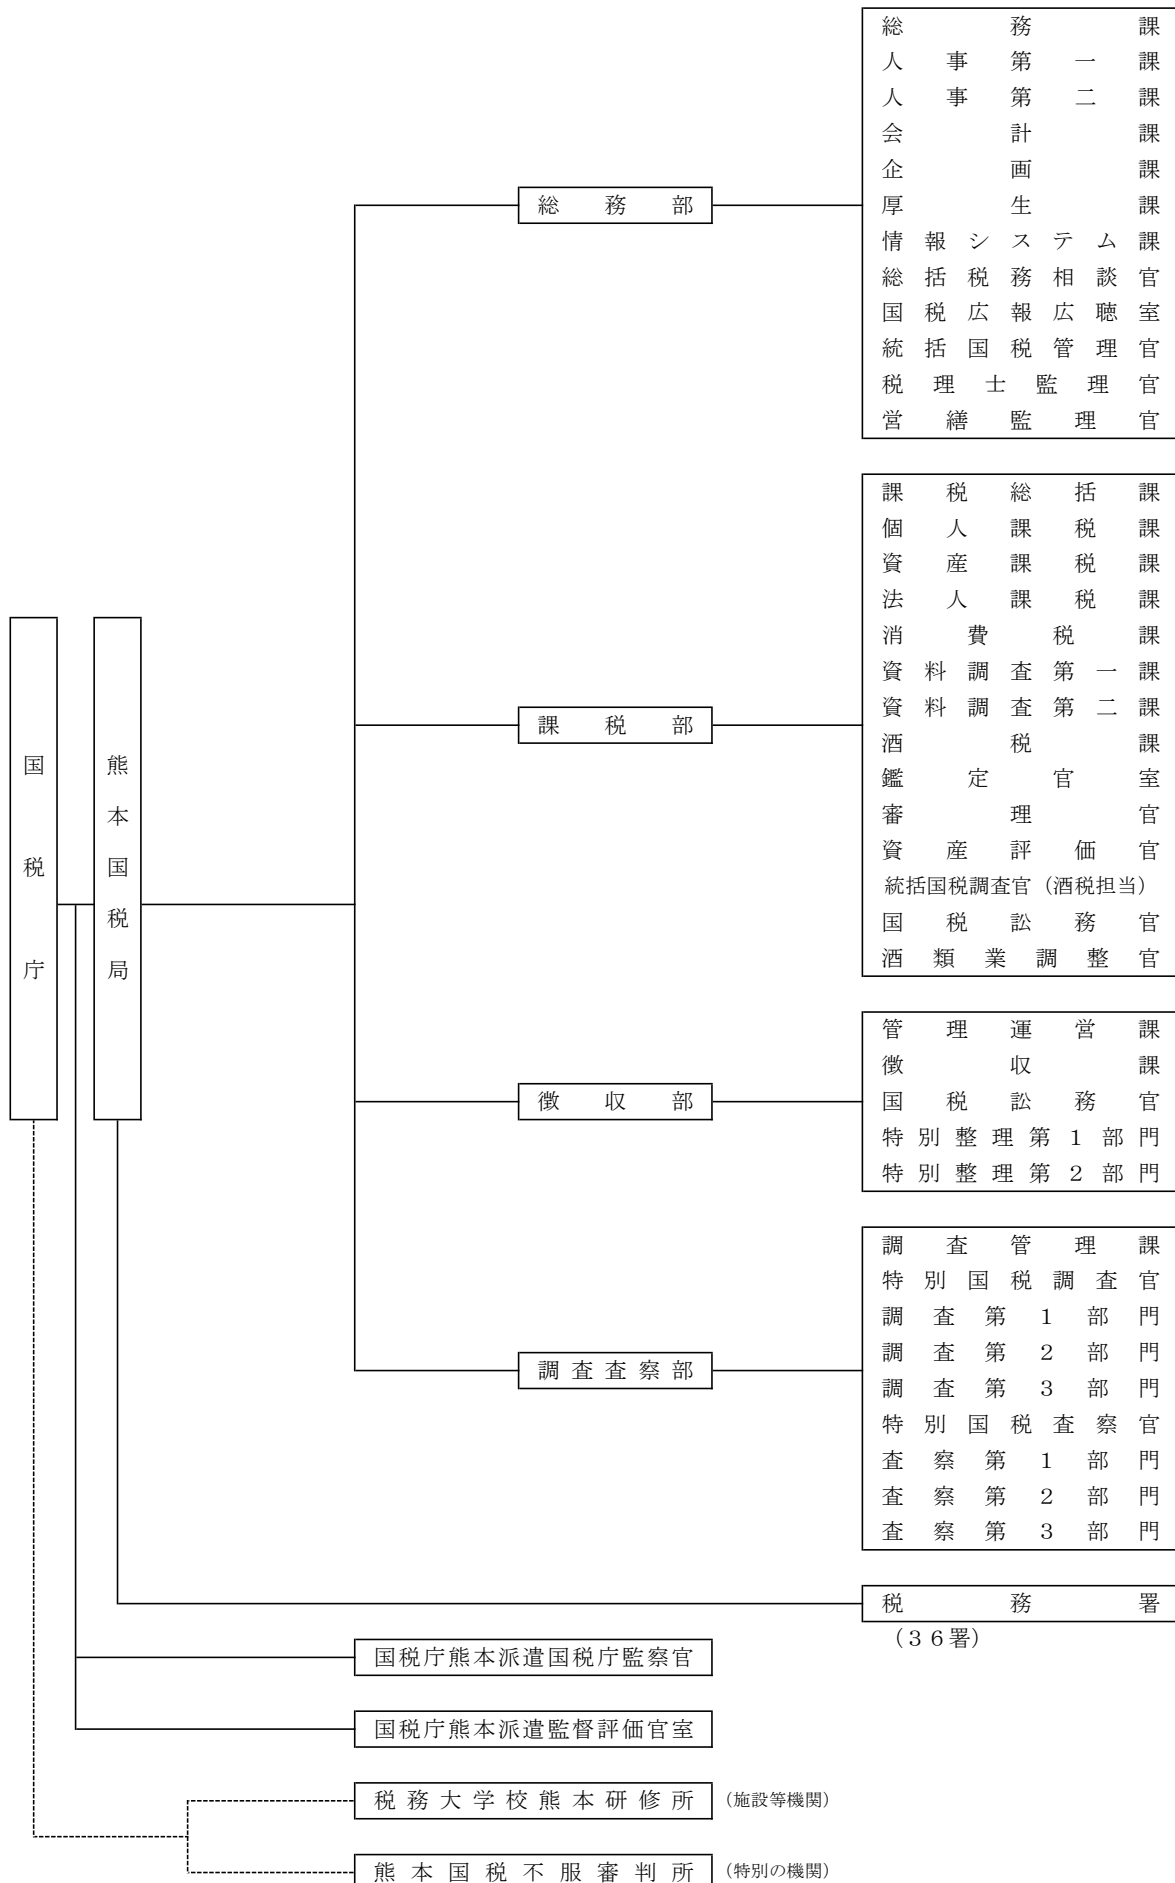 国税庁
熊本国税局
総務部
総務課
人事第一課
人事第二課
会計課
企画課
厚生課
情報システム課
総括税務相談官
国税広報広聴室
統括国税管理官
税理士監理官
営繕監理官
課税部
課税総括課
個人課税課
資産課税課
法人課税課
消費税課
資料調査第一課
資料調査第二課
酒税課
鑑定官室
審理官
資産評価官
統括国税調査官（酒税担当）
国税訟務官
酒類業調整官
徴収部
管理運営課
徴収課
国税訟務官
特別整理第１部門
特別整理第２部門
調査査察部
調査管理課
特別国税調査官
調査第１部門
調査第２部門
調査第３部門
特別国税査察官
査察第１部門
査察第２部門
査察第３部門
税務署
（３６署）
国税庁熊本派遣国税庁監察官
国税庁熊本派遣監督評価官室
税務大学校熊本研修所（施設等機関）
熊本国税不服審判所（特別の機関）